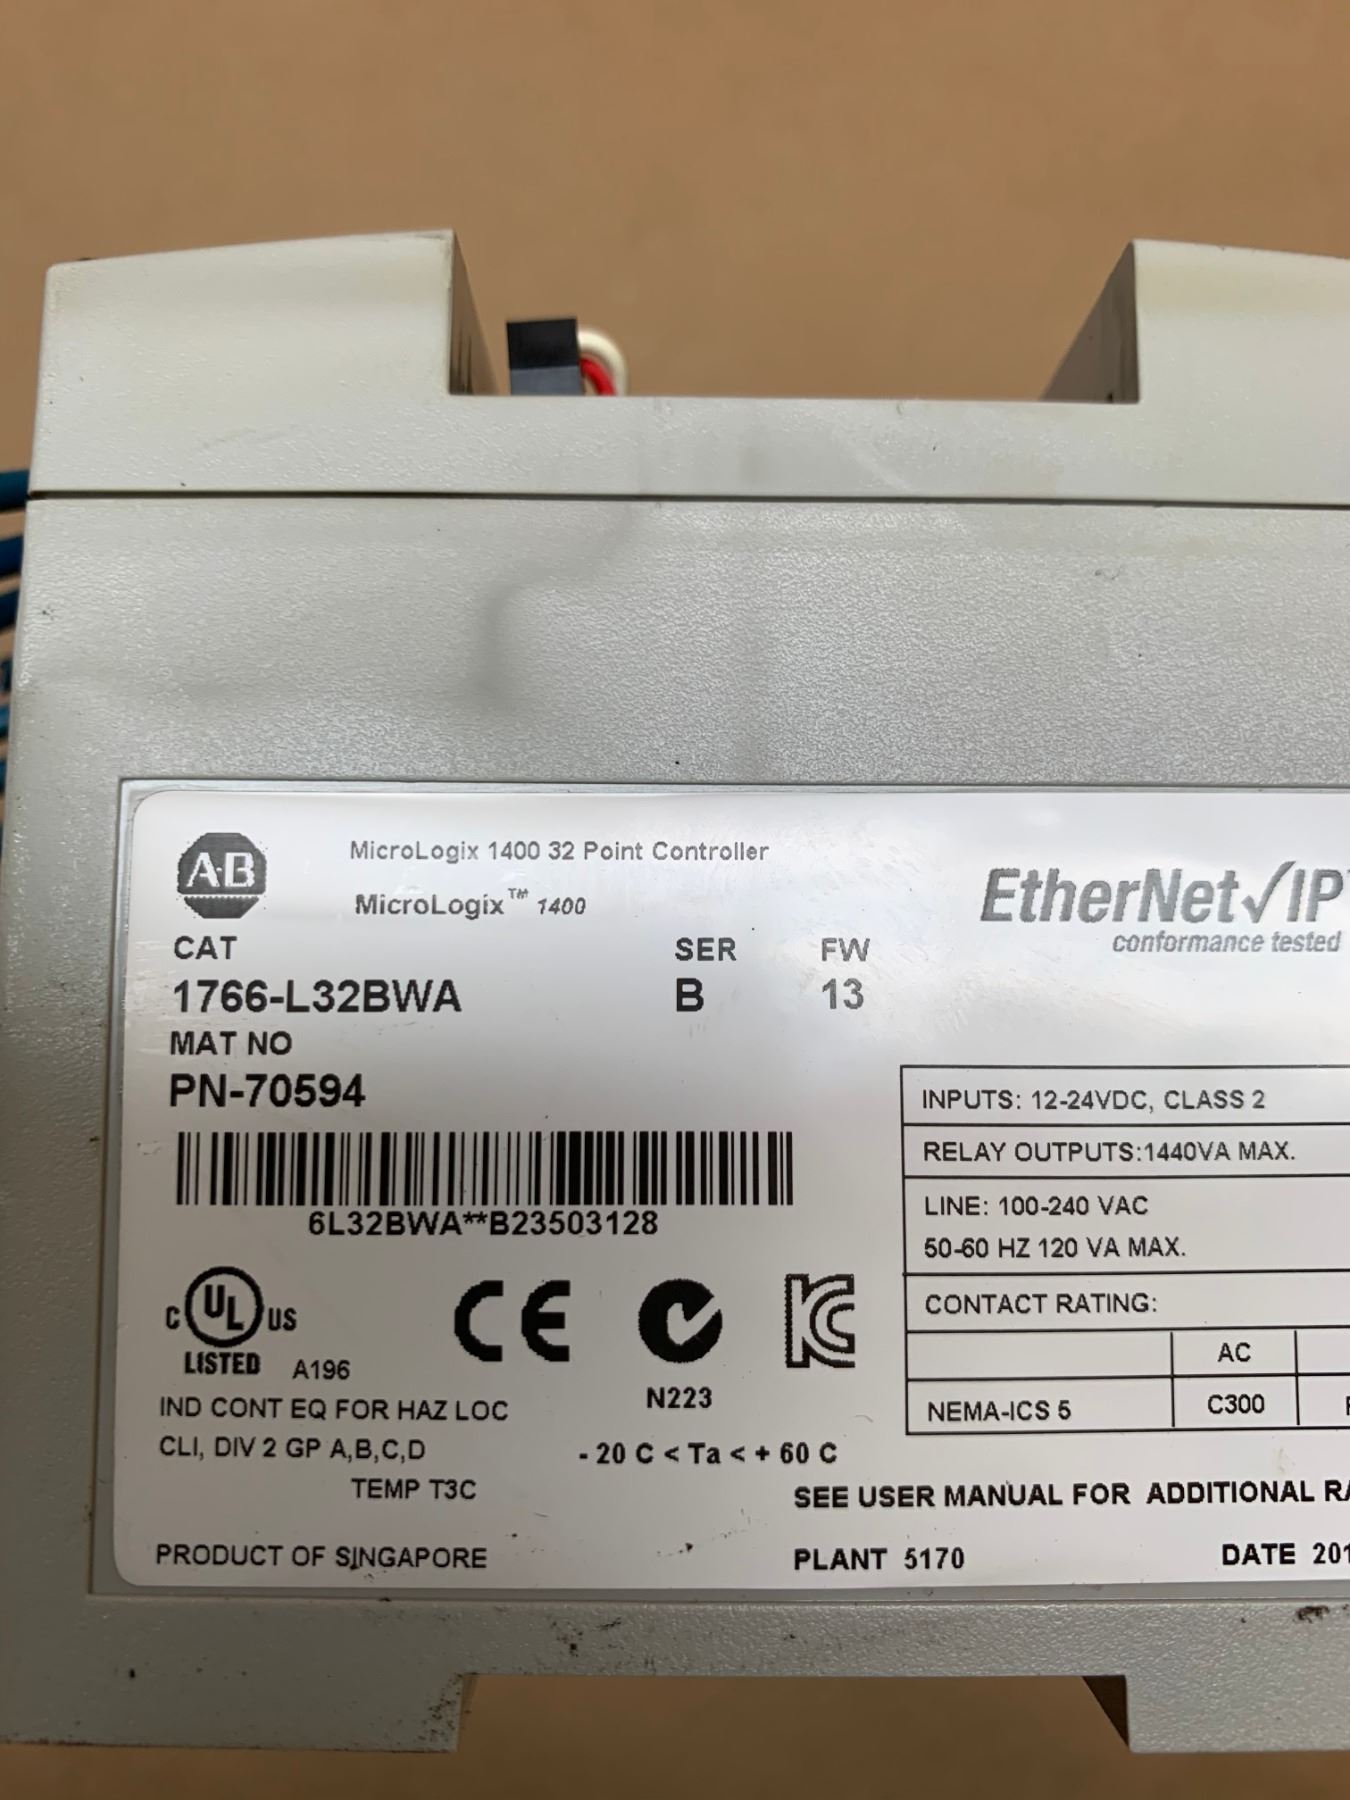 A-B
MicroLogix 1400 32 Point Controller
MicroLogix™ 1400
EtherNet/IP
conformance tested
CAT SER FW
1766-L32BWA B 13
MAT NO
PN-70594
6L32BWA**B23503128
INPUTS: 12-24VDC, CLASS 2
RELAY OUTPUTS:1440VA MAX.
LINE: 100-240 VAC
50-60 HZ 120 VA MAX.
CONTACT RATING:
AC
NEMA-ICS 5 C300
C UL US
LISTED A196
CE
N223
IND CONT EQ FOR HAZ LOC
CLI, DIV 2 GP A,B,C,D
TEMP T3C
- 20 C < Ta < + 60 C
SEE USER MANUAL FOR ADDITIONAL
PRODUCT OF SINGAPORE
PLANT 5170
DATE 201